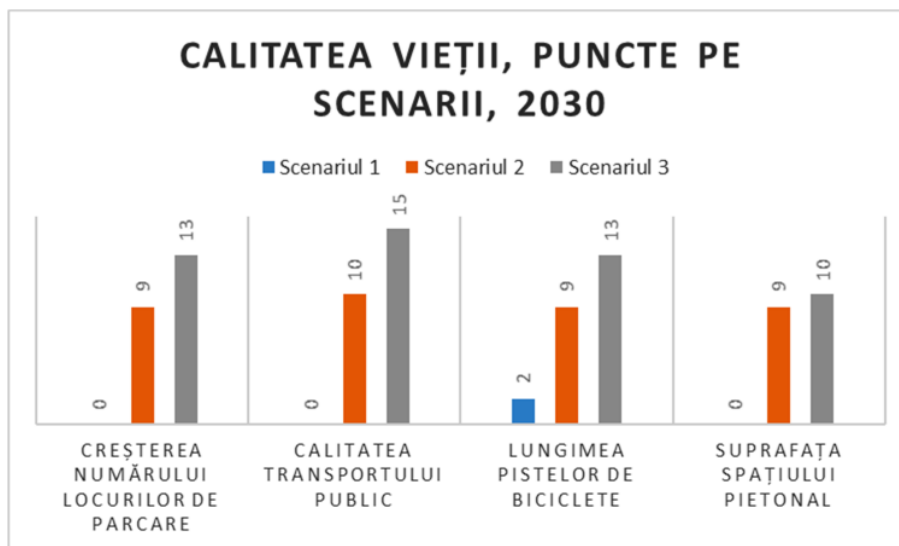 CALITATEA VIEȚII, PUNCTE PE
SCENARII, 2030
Scenariul 1 Scenariul 2 Scenariul 3
0 9 13
0 10 15
2 9 13
0 9 10
CREȘTEREA
NUMĂRULUI
LOCURILOR DE
PARCARE
CALITATEA
TRANSPORTULUI
PUBLIC
LUNGIMEA
PISTELOR DE
BICICLETE
SUPRAFAȚA
SPAȚIULUI
PIETONAL